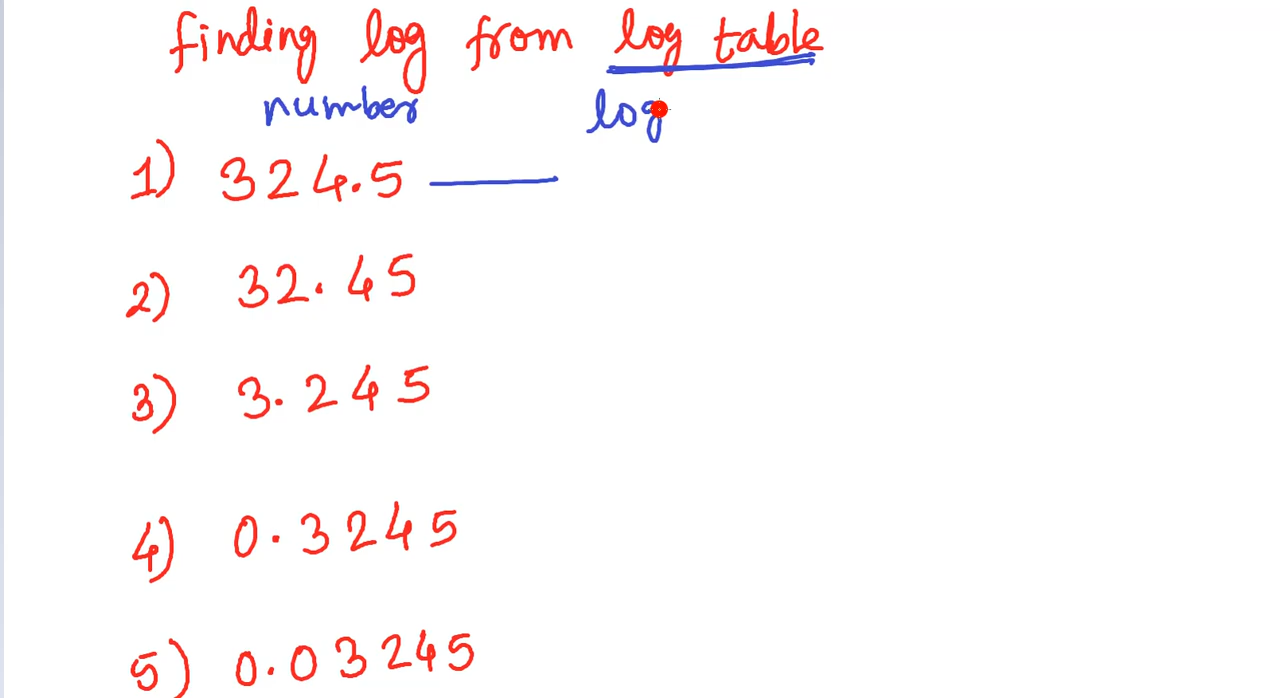 finding log from log table
number log
1) 324.5
2) 32.45
3) 3.245
4) 0.3245
5) 0.03245